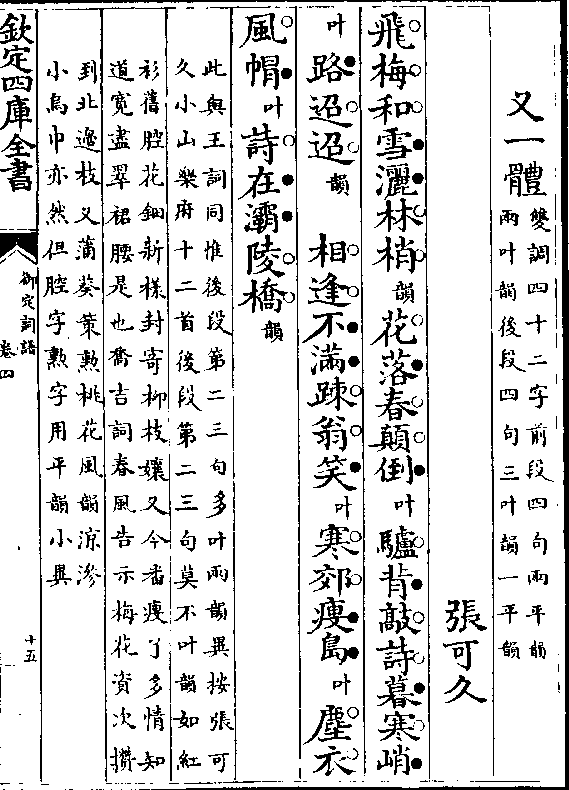 又一體
雙調四十二字前段四句兩平韻
兩叶韻後段四句三叶韻一平韻
張可久
飛梅和雪灑林梢韻花落春顛倒叶驢背敲詩暮寒峭
叶路迢迢韻 相逢不滿踈翁笑叶寒郊瘦島叶塵衣
風帽叶詩在灞陵橋韻
此與王詞同惟後段第二三句多叶兩韻異按張可
久小山樂府十二首後段第二三句莫不叶韻如紅
衫舊腔花鈿新樣封寄柳枝孃又今番瘦了多情知
道寬盡翠裙腰是也喬吉詞春風告示梅花資次攢
到北邉枝又蒲葵策勲桃花風韻涼滲
小烏巾亦然但腔字勲字用平韻小異
欽定四庫全書
御定詞譜
卷四
十五